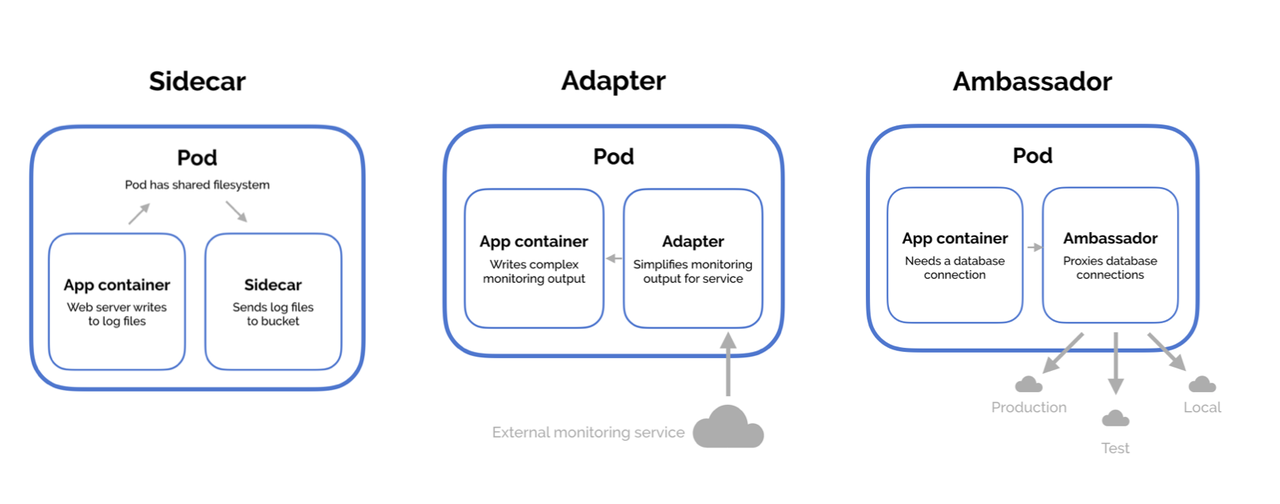 Sidecar
Pod
Pod has shared filesystem
App container
Web server writes
to log files
Sidecar
Sends log files
to bucket
Adapter
Pod
App container
Writes complex
monitoring output
Adapter
Simplifies monitoring
output for service
External monitoring service
Ambassador
Pod
App container
Needs a database
connection
Ambassador
Proxies database
connections
Production
Test
Local